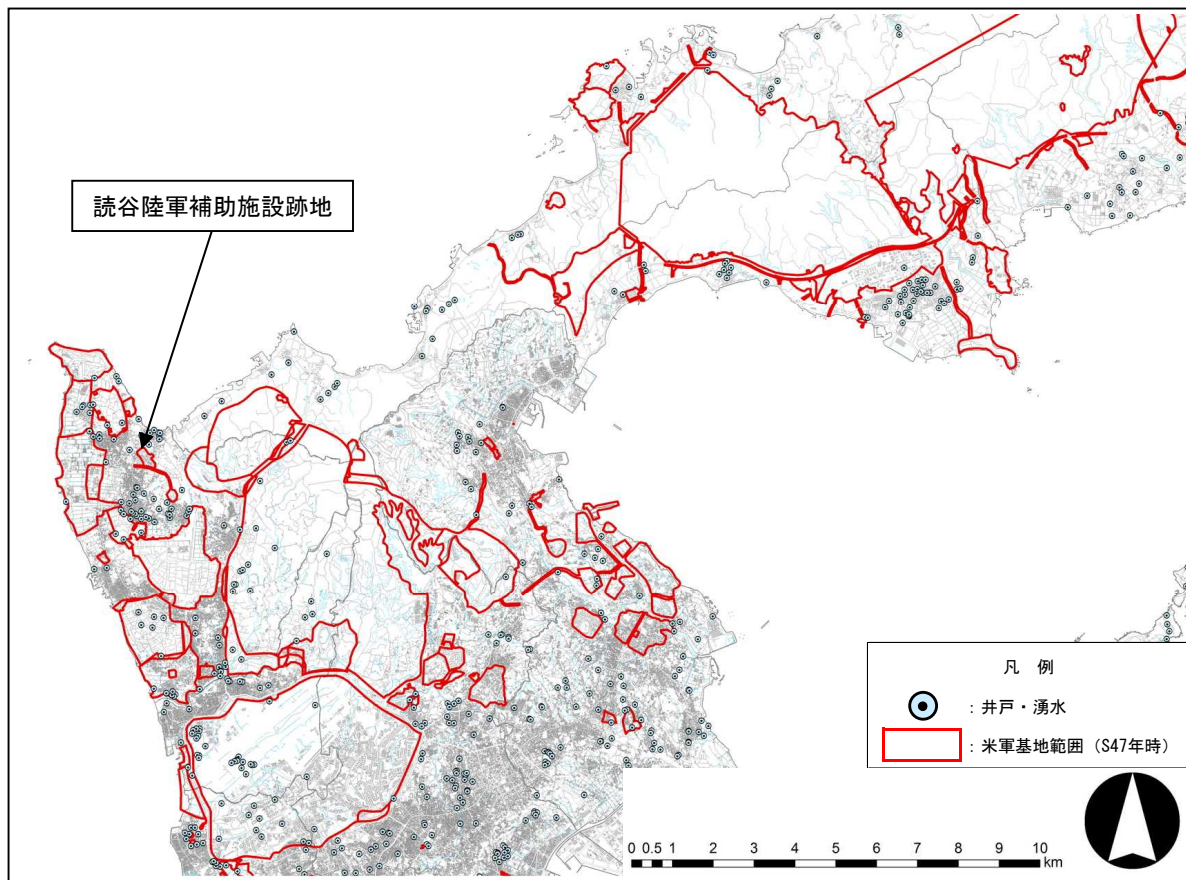 読谷陸軍補助施設跡地
凡 例
：井戸・湧水
：米軍基地範囲（S47年時）
0 0.5 1 2 3 4 5 6 7 8 9 10
km